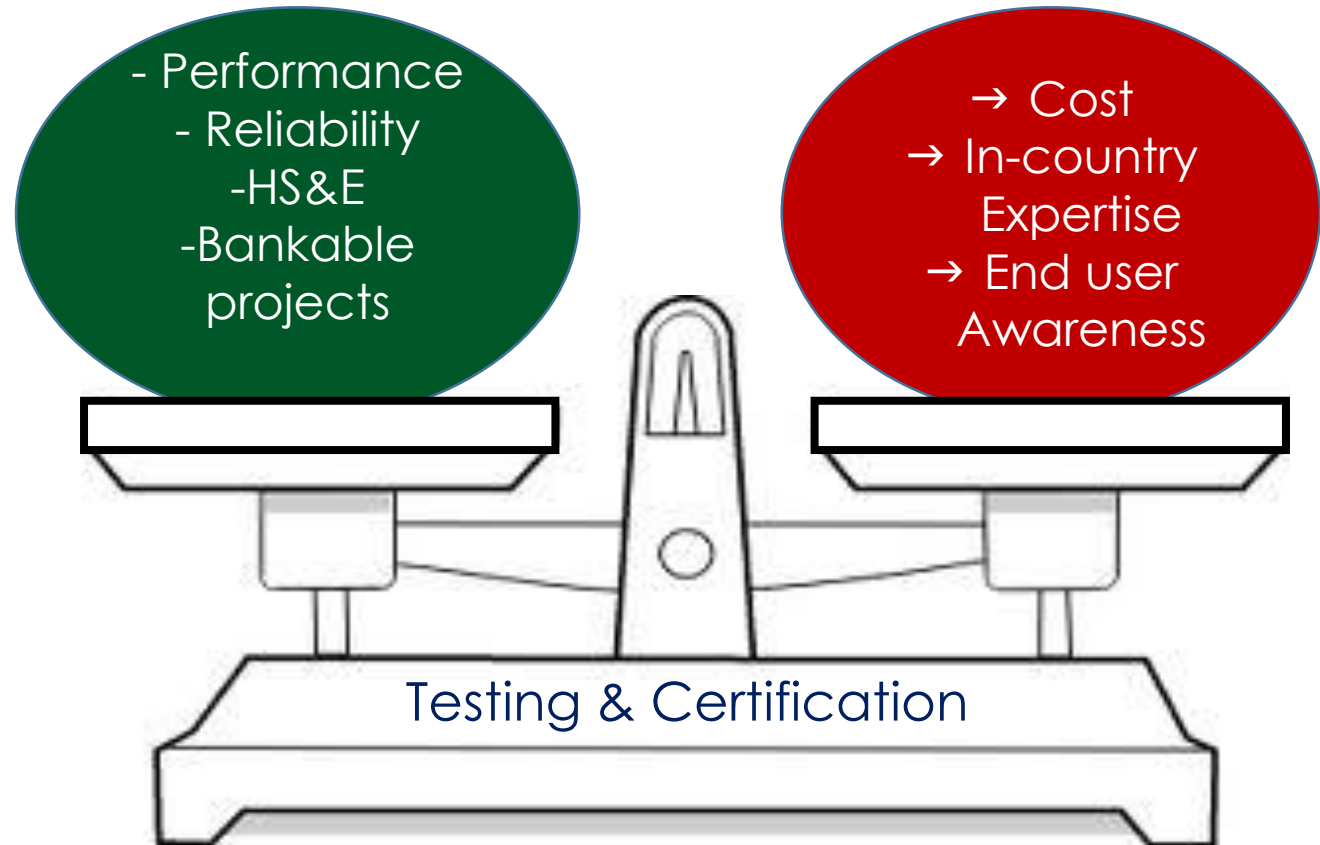 - Performance
- Reliability
-HS&E
-Bankable
projects
→ Cost
→ In-country
Expertise
→ End user
Awareness
Testing & Certification